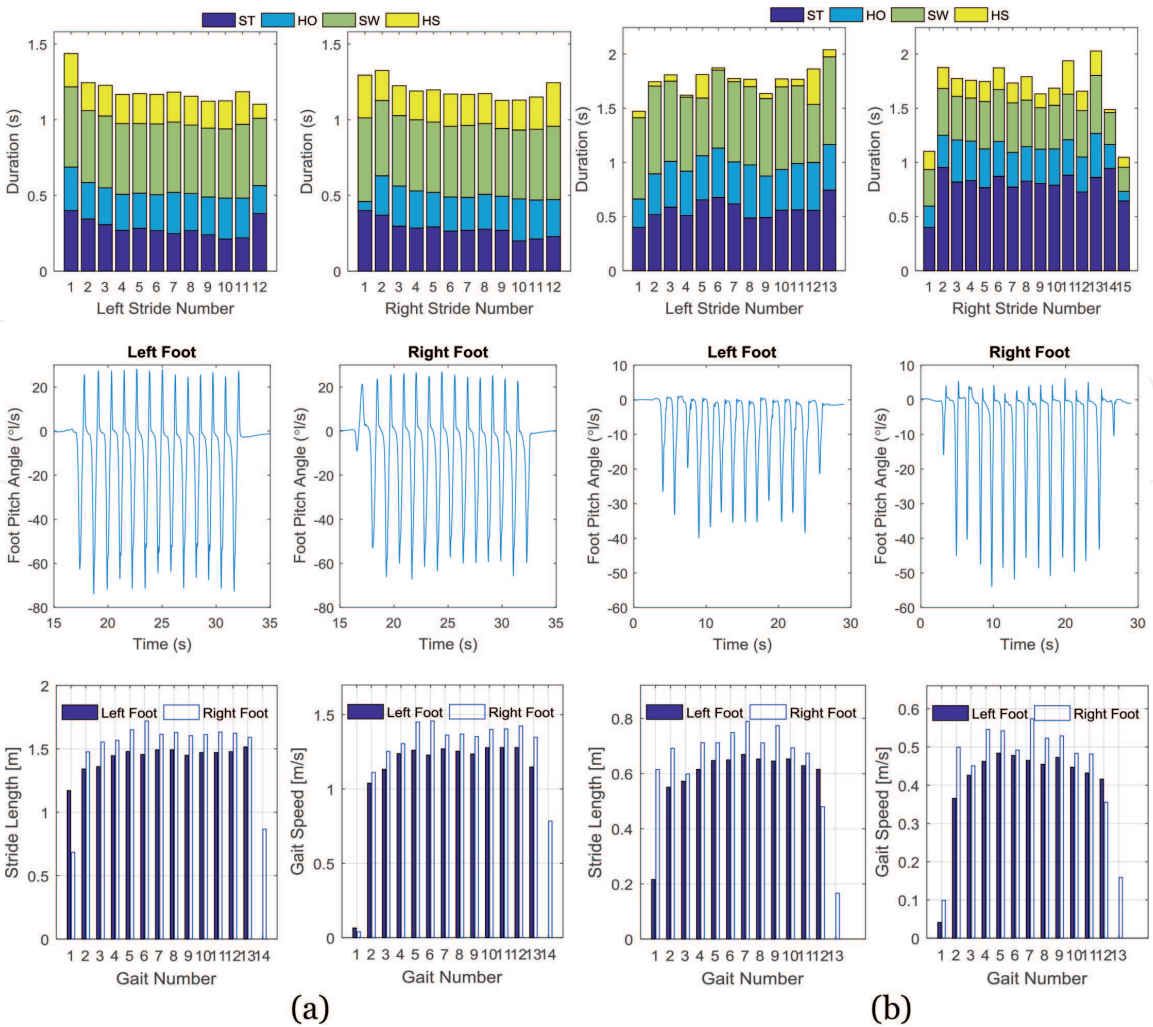 ST HO SW HS
ST HO SW HS
Duration (s)
1.5
1
0.5
0
1 2 3 4 5 6 7 8 9 10 11 12
Left Stride Number
Duration (s)
1.5
1
0.5
0
1 2 3 4 5 6 7 8 9 10 11 12
Right Stride Number
Duration (s)
2
1.5
1
0.5
0
1 2 3 4 5 6 7 8 9 10 11 12 13
Left Stride Number
Duration (s)
2
1.5
1
0.5
0
1 2 3 4 5 6 7 8 9 10 11 12 13 14 15
Right Stride Number
Left Foot
Foot Pitch Angle (°l/s)
20
0
-20
-40
-60
-80
15 20 25 30 35
Time (s)
Right Foot
Foot Pitch Angle (°l/s)
20
0
-20
-40
-60
-80
15 20 25 30 35
Time (s)
Left Foot
Foot Pitch Angle (°l/s)
10
0
-10
-20
-30
-40
-50
-60
0 10 20 30
Time (s)
Right Foot
Foot Pitch Angle (°l/s)
10
0
-10
-20
-30
-40
-50
-60
0 10 20 30
Time (s)
Left Foot Right Foot
Stride Length [m]
2
1.5
1
0.5
0
1 2 3 4 5 6 7 8 9 10 11 12 13 14
Gait Number
Left Foot Right Foot
Gait Speed [m/s]
1.5
1
0.5
0
1 2 3 4 5 6 7 8 9 10 11 12 13 14
Gait Number
Left Foot Right Foot
Stride Length [m]
0.8
0.6
0.4
0.2
0
1 2 3 4 5 6 7 8 9 10 11 12 13
Gait Number
Left Foot Right Foot
Gait Speed [m/s]
0.6
0.5
0.4
0.3
0.2
0.1
0
1 2 3 4 5 6 7 8 9 10 11 12 13
Gait Number
(a) (b)